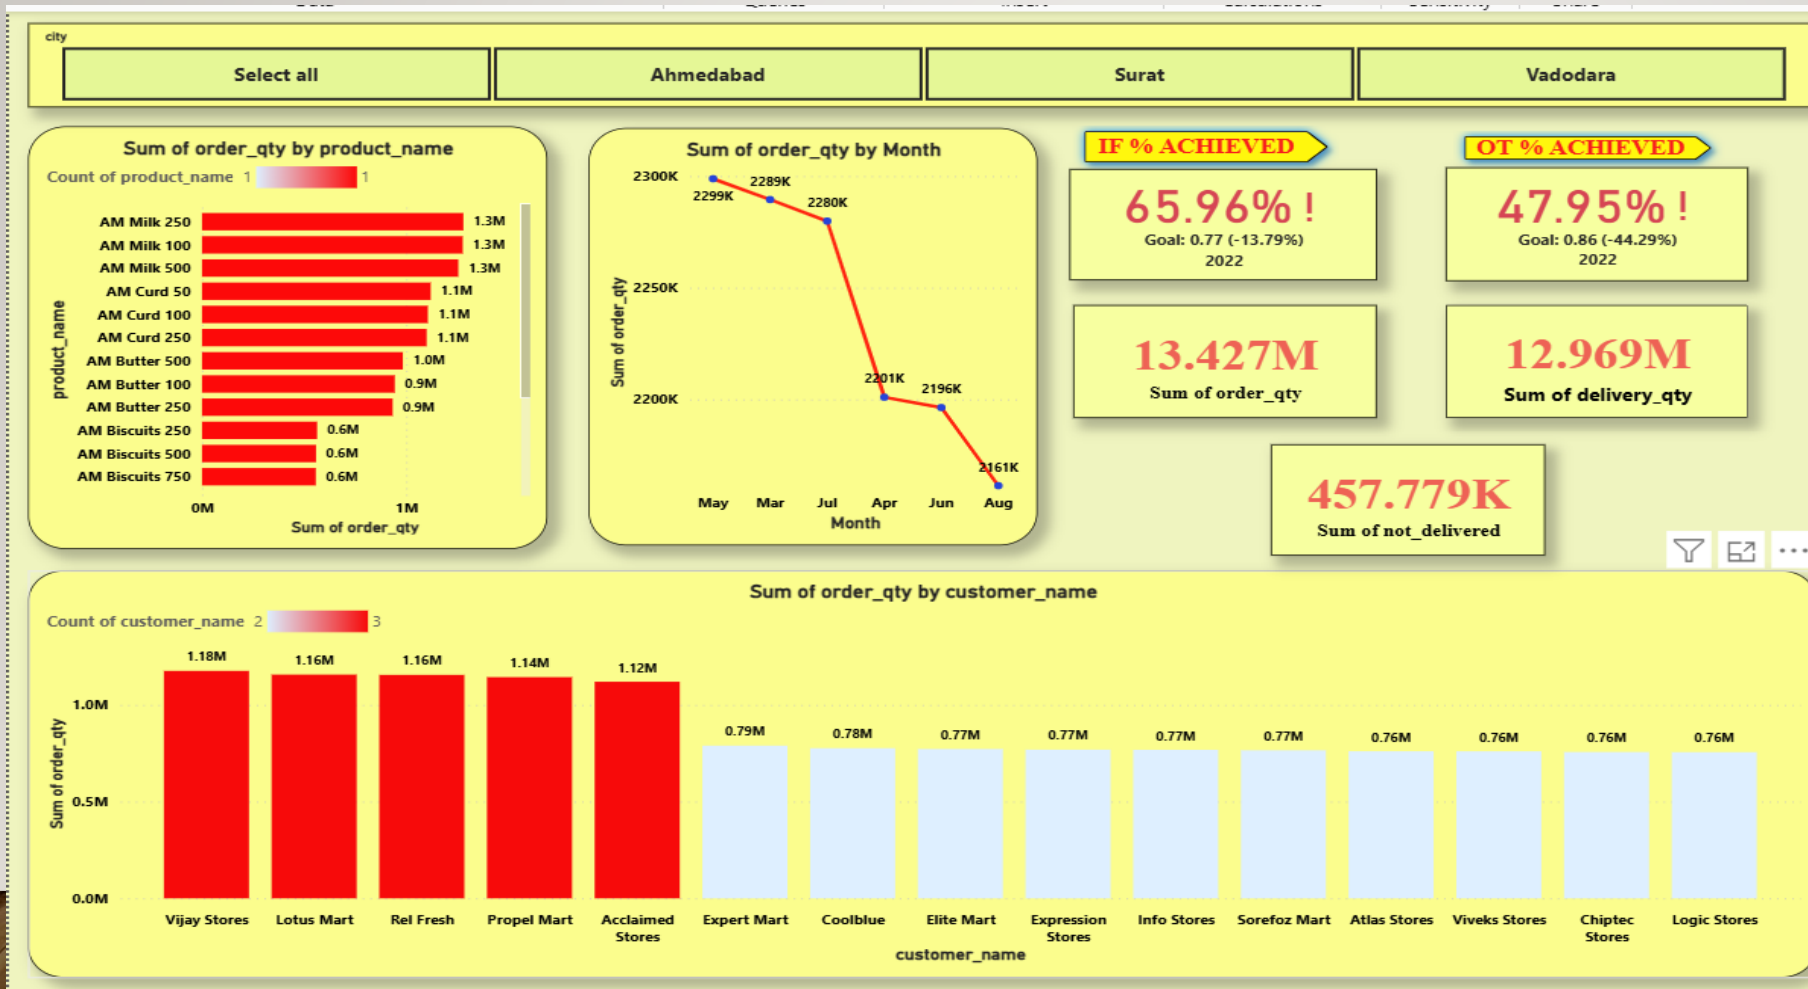 city
Select all
Ahmedabad
Surat
Vadodara
Sum of order_qty by product_name
Count of product_name 1 1
product_name
AM Milk 250 1.3M
AM Milk 100 1.3M
AM Milk 500 1.3M
AM Curd 50 1.1M
AM Curd 100 1.1M
AM Curd 250 1.1M
AM Butter 500 1.0M
AM Butter 100 0.9M
AM Butter 250 0.9M
AM Biscuits 250 0.6M
AM Biscuits 500 0.6M
AM Biscuits 750 0.6M
0M 1M
Sum of order_qty
Sum of order_qty by Month
Sum of order_qty
2300K
2250K
2200K
2299K
2289K
2280K
2201K
2196K
2161K
May Mar Jul Apr Jun Aug
Month
IF % ACHIEVED
65.96% !
Goal: 0.77 (-13.79%)
2022
OT % ACHIEVED
47.95% !
Goal: 0.86 (-44.29%)
2022
13.427M
Sum of order_qty
12.969M
Sum of delivery_qty
457.779K
Sum of not_delivered
Sum of order_qty by customer_name
Count of customer_name 2 3
Sum of order_qty
1.0M
0.5M
0.0M
1.18M 1.16M 1.16M 1.14M 1.12M 0.79M 0.78M 0.77M 0.77M 0.77M 0.77M 0.76M 0.76M 0.76M 0.76M
Vijay Stores
Lotus Mart
Rel Fresh
Propel Mart
Acclaimed
Stores
Expert Mart
Coolblue
Elite Mart
Expression
Stores
Info Stores
Sorefoz Mart
Atlas Stores
Viveks Stores
Chiptec
Stores
Logic Stores
customer_name